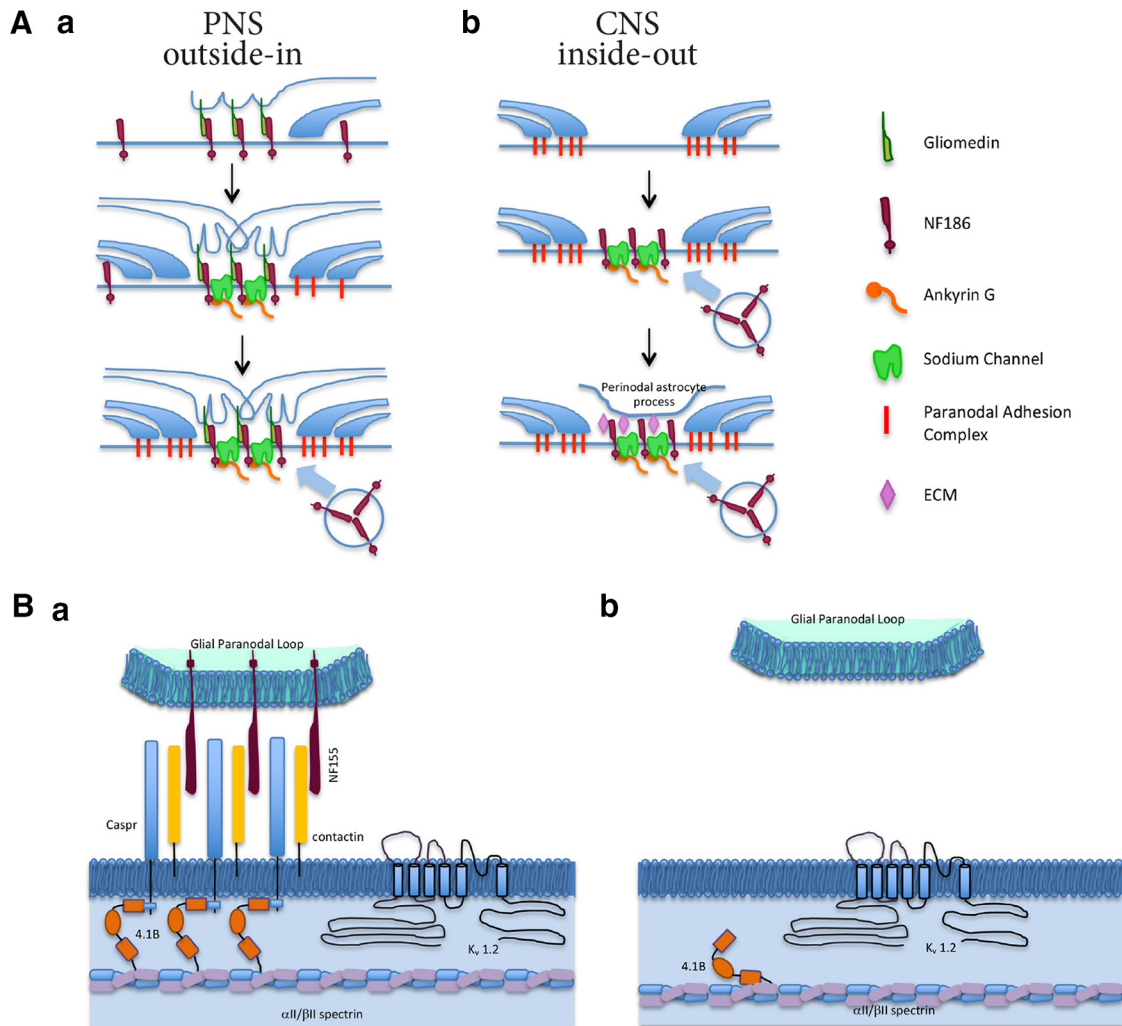 A a
PNS
outside-in
b
CNS
inside-out
Gliomedin
NF186
Ankyrin G
Sodium Channel
Paranodal Adhesion
Complex
ECM
Perinodal astrocyte
process
B a
Glial Paranodal Loop
NF155
Caspr
contactin
4.1B
Kᵥ 1.2
αII/βII spectrin
b
Glial Paranodal Loop
4.1B
Kᵥ 1.2
αII/βII spectrin